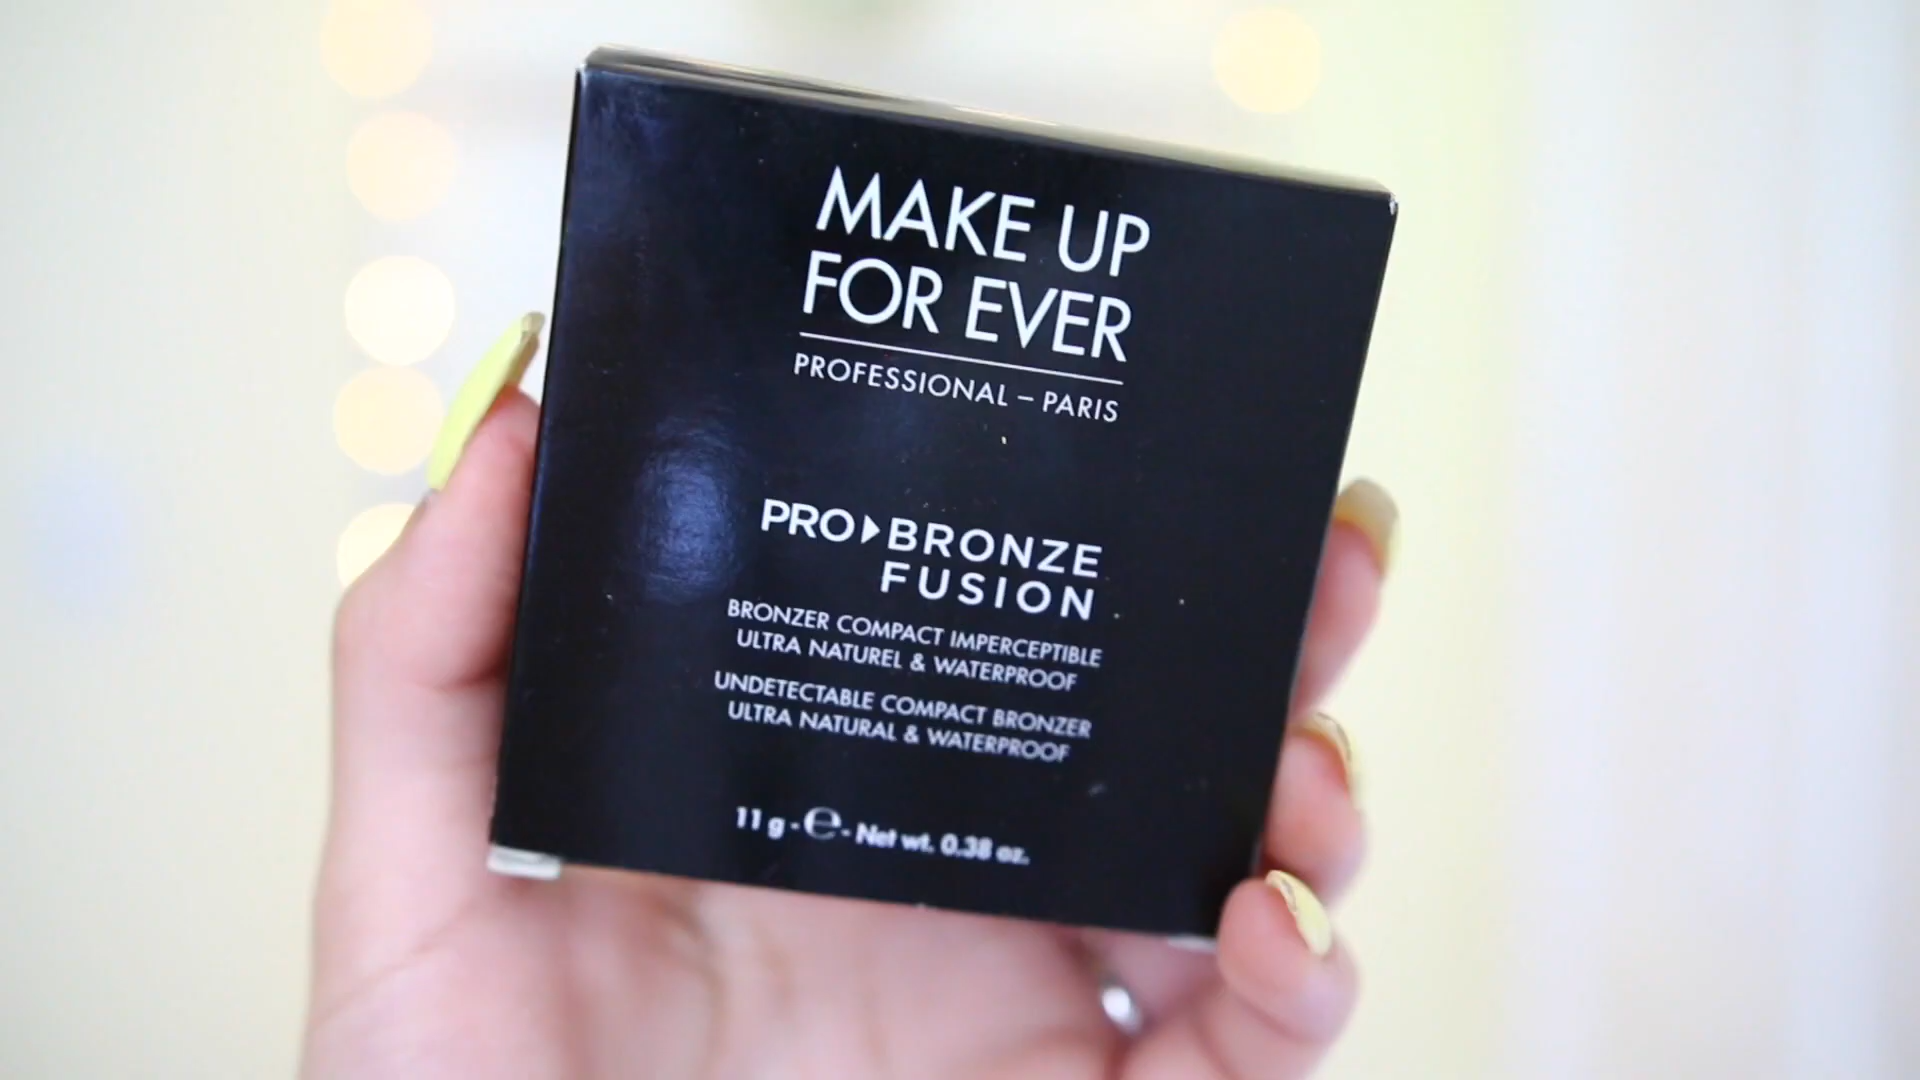 MAKE UP
FOR EVER
PROFESSIONAL – PARIS
PRO▶BRONZE
FUSION
BRONZER COMPACT IMPERCEPTIBLE
ULTRA NATUREL & WATERPROOF
UNDETECTABLE COMPACT BRONZER
ULTRA NATURAL & WATERPROOF
11 g - ℮ - Net wt. 0.38 oz.